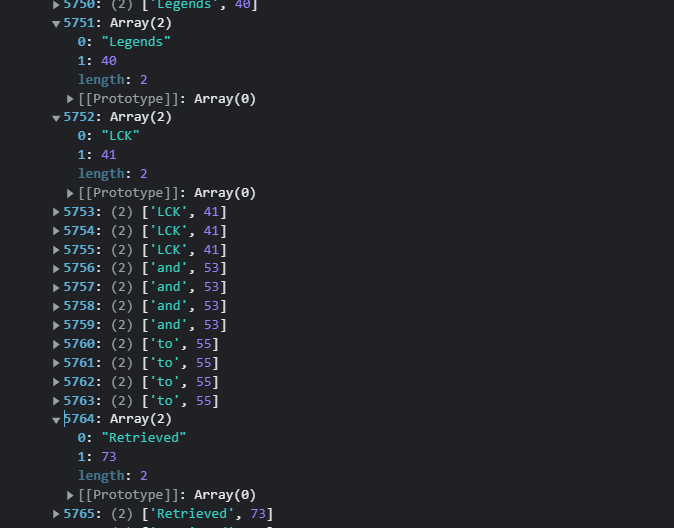 5750: (2) ['Legends', 40]
5751: Array(2)
0: "Legends"
1: 40
length: 2
[[Prototype]]: Array(0)
5752: Array(2)
0: "LCK"
1: 41
length: 2
[[Prototype]]: Array(0)
5753: (2) ['LCK', 41]
5754: (2) ['LCK', 41]
5755: (2) ['LCK', 41]
5756: (2) ['and', 53]
5757: (2) ['and', 53]
5758: (2) ['and', 53]
5759: (2) ['and', 53]
5760: (2) ['to', 55]
5761: (2) ['to', 55]
5762: (2) ['to', 55]
5763: (2) ['to', 55]
5764: Array(2)
0: "Retrieved"
1: 73
length: 2
[[Prototype]]: Array(0)
5765: (2) ['Retrieved', 73]